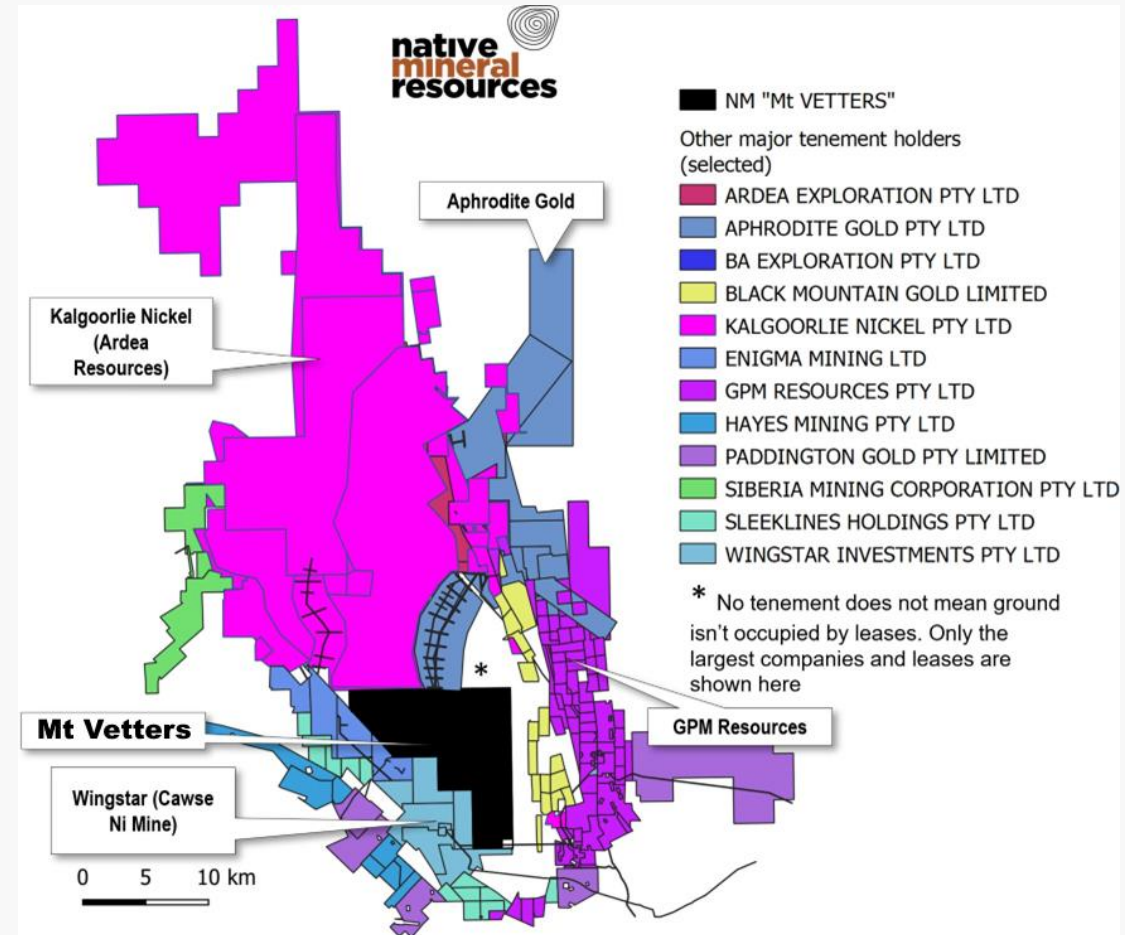 native
mineral
resources
NM "Mt VETTERS"
Other major tenement holders
(selected)
ARDEA EXPLORATION PTY LTD
APHRODITE GOLD PTY LTD
BA EXPLORATION PTY LTD
BLACK MOUNTAIN GOLD LIMITED
KALGOORLIE NICKEL PTY LTD
ENIGMA MINING LTD
GPM RESOURCES PTY LTD
HAYES MINING PTY LTD
PADDINGTON GOLD PTY LIMITED
SIBERIA MINING CORPORATION PTY LTD
SLEEKLINES HOLDINGS PTY LTD
WINGSTAR INVESTMENTS PTY LTD
* No tenement does not mean ground
isn't occupied by leases. Only the
largest companies and leases are
shown here
Aphrodite Gold
Kalgoorlie Nickel
(Ardea
Resources)
*
GPM Resources
Mt Vetters
Wingstar (Cawse
Ni Mine)
0 5 10 km